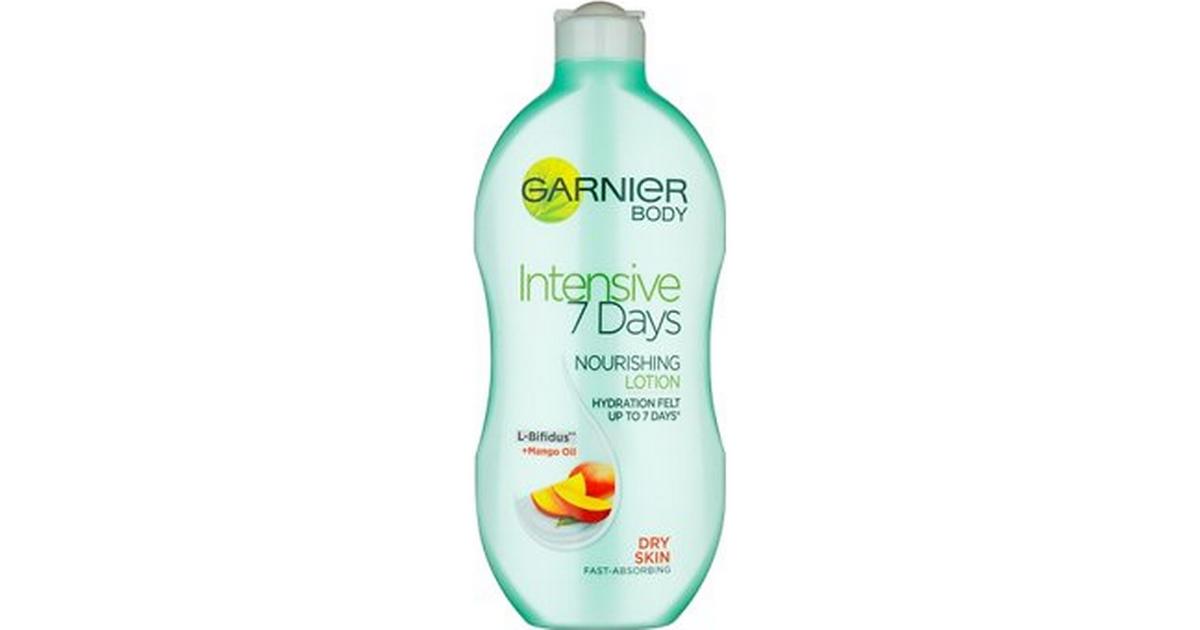 GARNIER
BODY
Intensive
7 Days
NOURISHING
LOTION
HYDRATION FELT
UP TO 7 DAYS*
L-Bifidus**
+Mango Oil
DRY
SKIN
FAST-ABSORBING